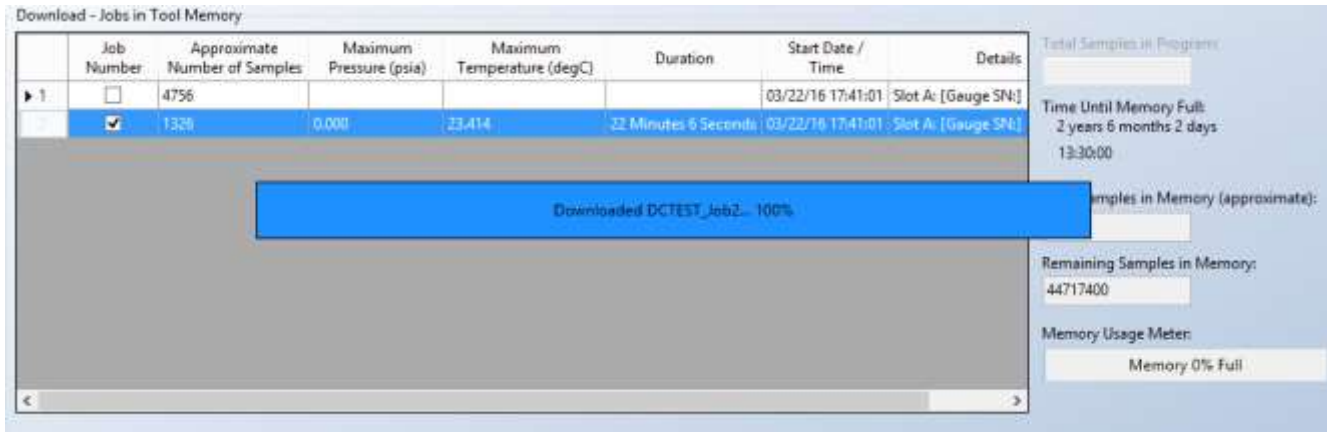 Download - Jobs in Tool Memory
Job Number Approximate Number of Samples Maximum Pressure (psia) Maximum Temperature (degC) Duration Start Date / Time Details
1 4756 03/22/16 17:41:01 Slot A: [Gauge SN:]
2 1326 0.000 23.414 22 Minutes 6 Seconds 03/22/16 17:41:01 Slot A: [Gauge SN:]
Downloaded DCTEST_Job2... 100%
Total Samples in Program:
Time Until Memory Full:
2 years 6 months 2 days
13:30:00
Samples in Memory (approximate):
Remaining Samples in Memory:
44717400
Memory Usage Meter:
Memory 0% Full